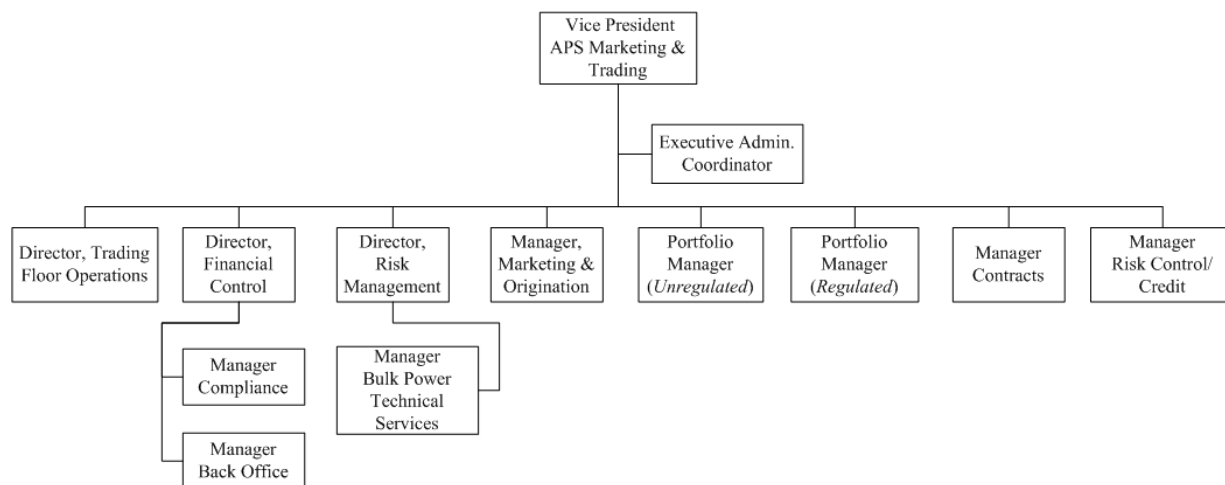 Vice President
APS Marketing &
Trading
Executive Admin.
Coordinator
Director, Trading
Floor Operations
Director,
Financial
Control
Director,
Risk
Management
Manager,
Marketing &
Origination
Portfolio
Manager
(Unregulated)
Portfolio
Manager
(Regulated)
Manager
Contracts
Manager
Risk Control/
Credit
Manager
Compliance
Manager
Bulk Power
Technical
Services
Manager
Back Office